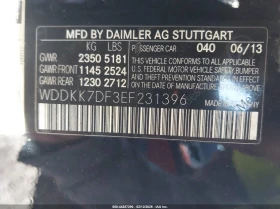 MFD BY DAIMLER AG STUTTGART
KG LBS
PASSENGER CAR 040 06/13
GVWR 2350 5181
GAWR FRONT 1145 2524
GAWR REAR 1230 2712
THIS VEHICLE CONFORMS TO ALL APPLICABLE
U.S. FEDERAL MOTOR VEHICLE SAFETY,
BUMPER, AND THEFT PREVENTION STANDARDS
IN EFFECT ON THE DATE OF MANUFACTURE
SHOWN ABOVE.
WDDKK7DF3EF231396